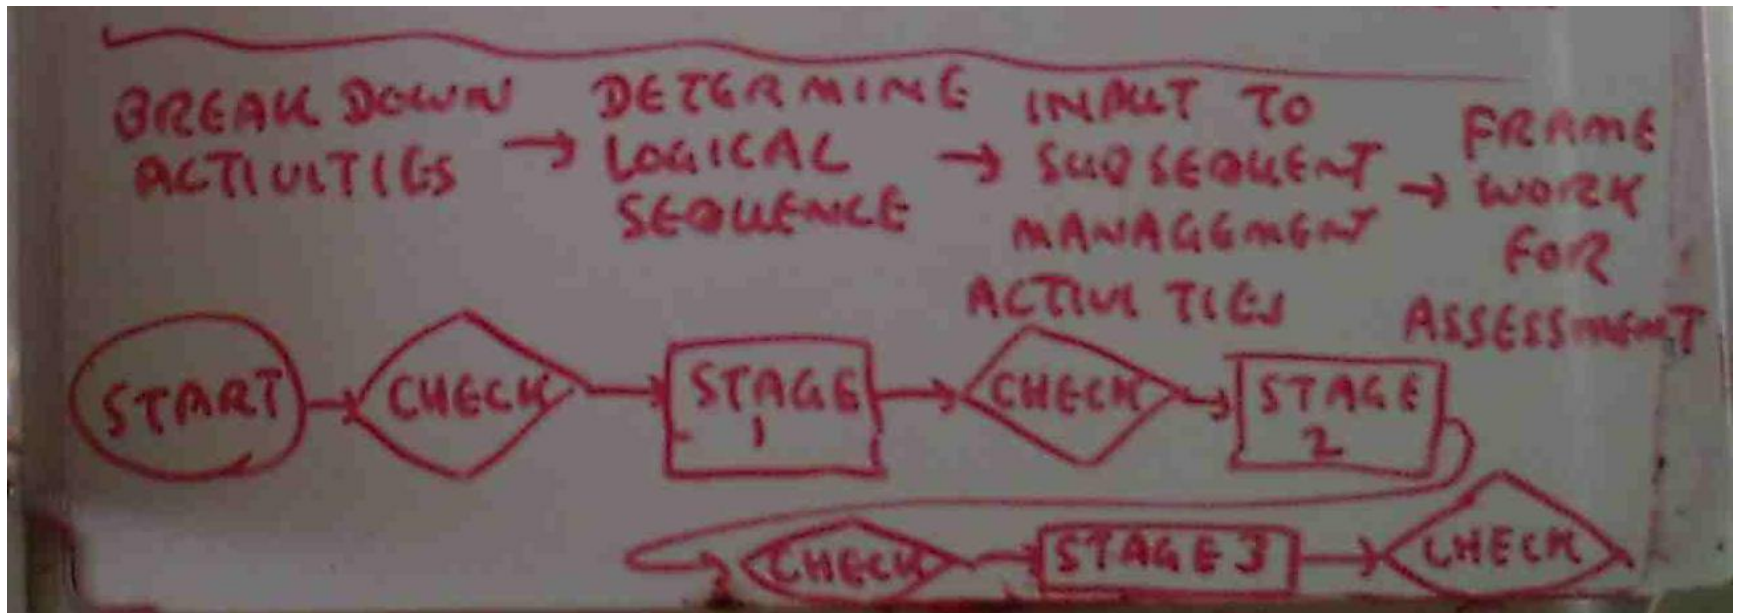 BREAK DOWN
ACTIVITIES
→ DETERMINE
LOGICAL
SEQUENCE
→ INPUT TO
SUBSEQUENT
MANAGEMENT
ACTIVITIES
→ FRAME
WORK
FOR
ASSESSMENT
START → CHECK → STAGE 1 → CHECK → STAGE 2
CHECK → STAGE 3 → CHECK